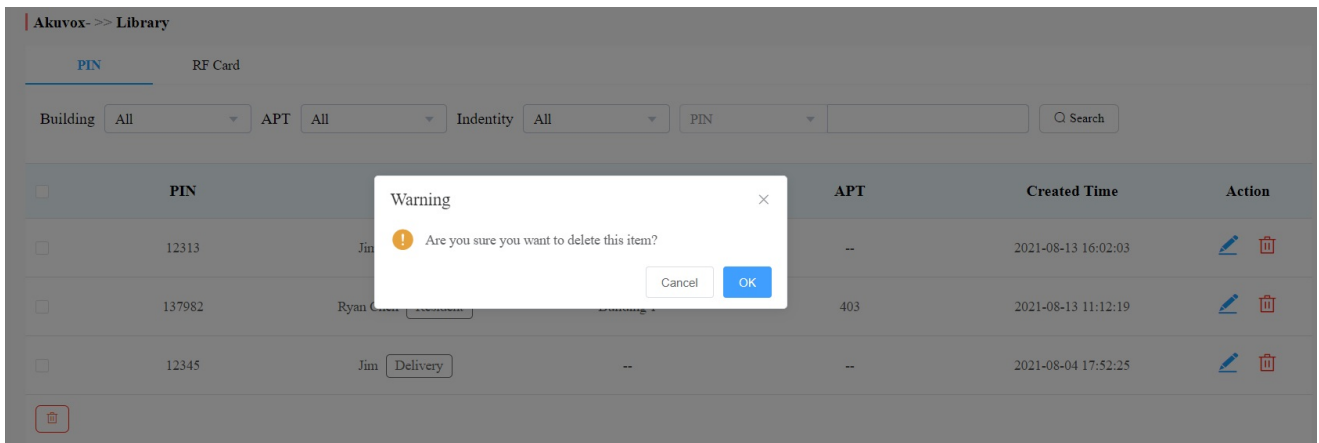 Akuvox- >> Library
PIN RF Card
Building All APT All Indentity All PIN Search
PIN APT Created Time Action
Warning
Are you sure you want to delete this item?
Cancel OK
12313 -- 2021-08-13 16:02:03
137982 Ryan 403 2021-08-13 11:12:19
12345 Jim Delivery -- -- 2021-08-04 17:52:25